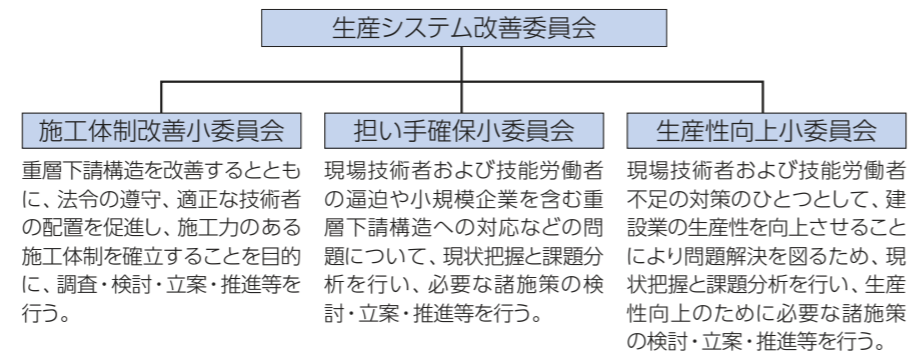 生産システム改善委員会
施工体制改善小委員会
重層下請構造を改善するととも
に、法令の遵守、適正な技術者
の配置を促進し、施工力のある
施工体制を確立することを目的
に、調査・検討・立案・推進等を
行う。
担い手確保小委員会
現場技術者および技能労働者
の逼迫や小規模企業を含む重
層下請構造への対応などの問
題について、現状把握と課題分
析を行い、必要な諸施策の検
討・立案・推進等を行う。
生産性向上小委員会
現場技術者および技能労働者
不足の対策のひとつとして、建
設業の生産性を向上させること
により問題解決を図るため、現
状把握と課題分析を行い、生産
性向上のために必要な諸施策
の検討・立案・推進等を行う。